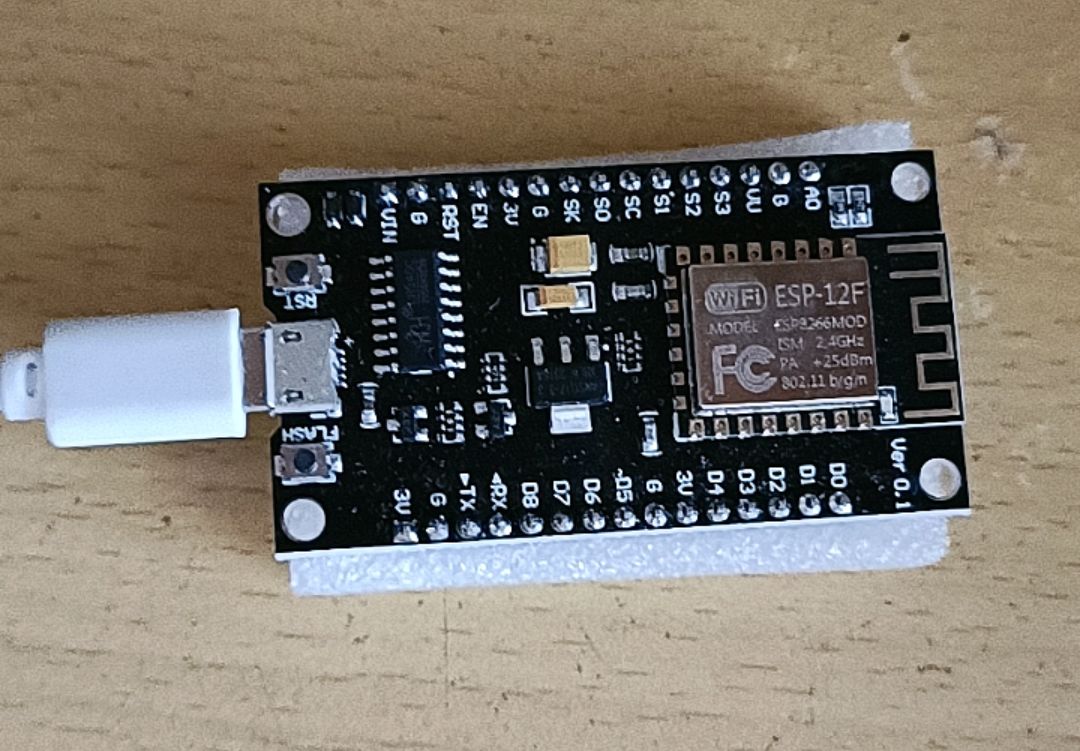 VIN
G
RST
EN
3V
G
SK
SO
SC
S1
S2
S3
VU
G
A0
RST
WiFi ESP-12F
MODEL ESP8266MOD
ISM 2.4GHz
PA +25dBm
802.11 b/g/n
FC
3V
G
TX
RX
D8
D7
D6
D5
G
3V
D4
D3
D2
D1
D0
Ver 0.1